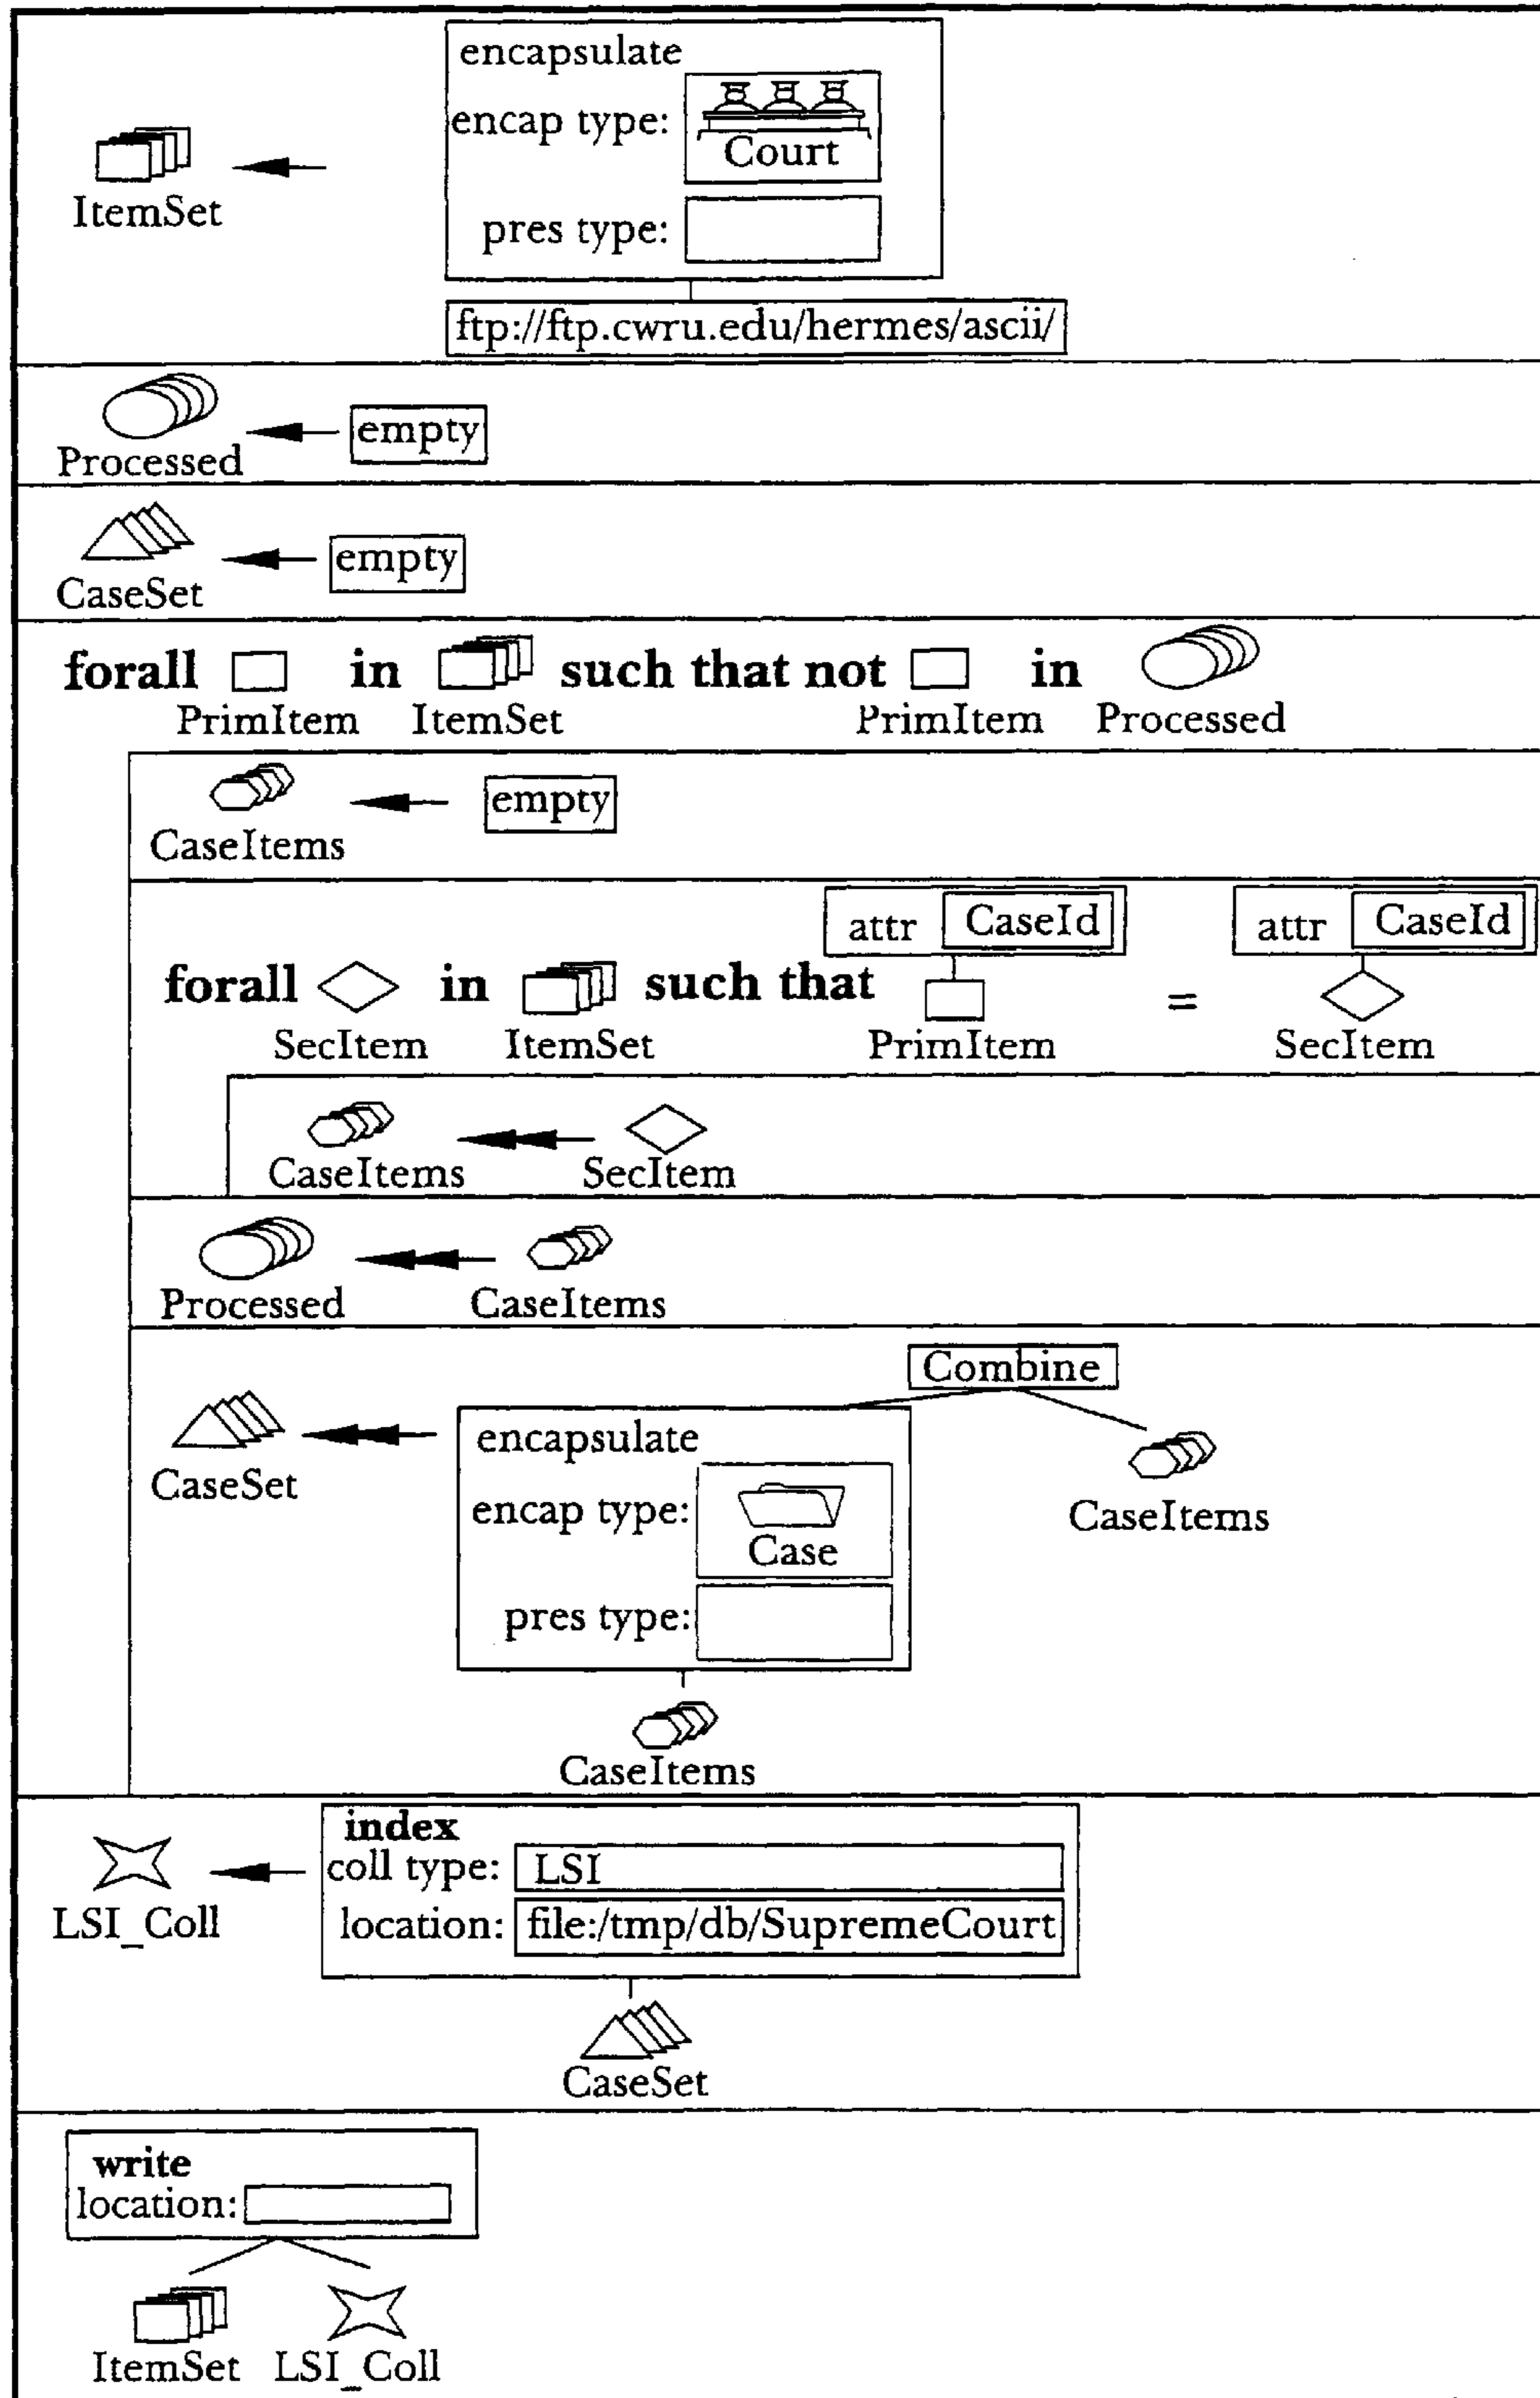 encapsulate
encap type:
Court
ItemSet
pres type:
ftp://ftp.cwru.edu/hermes/ascii/
empty
Processed
empty
CaseSet
forall in such that not in
PrimItem ItemSet PrimItem Processed
empty
CaseItems
attr CaseId attr CaseId
forall in such that =
SecItem ItemSet PrimItem SecItem
CaseItems SecItem
Processed CaseItems
Combine
encapsulate
CaseSet
encap type:
CaseItems
Case
pres type:
CaseItems
index
coll type: LSI
LSI_Coll
location: file:/tmp/db/SupremeCourt
CaseSet
write
location:
ItemSet LSI_Coll